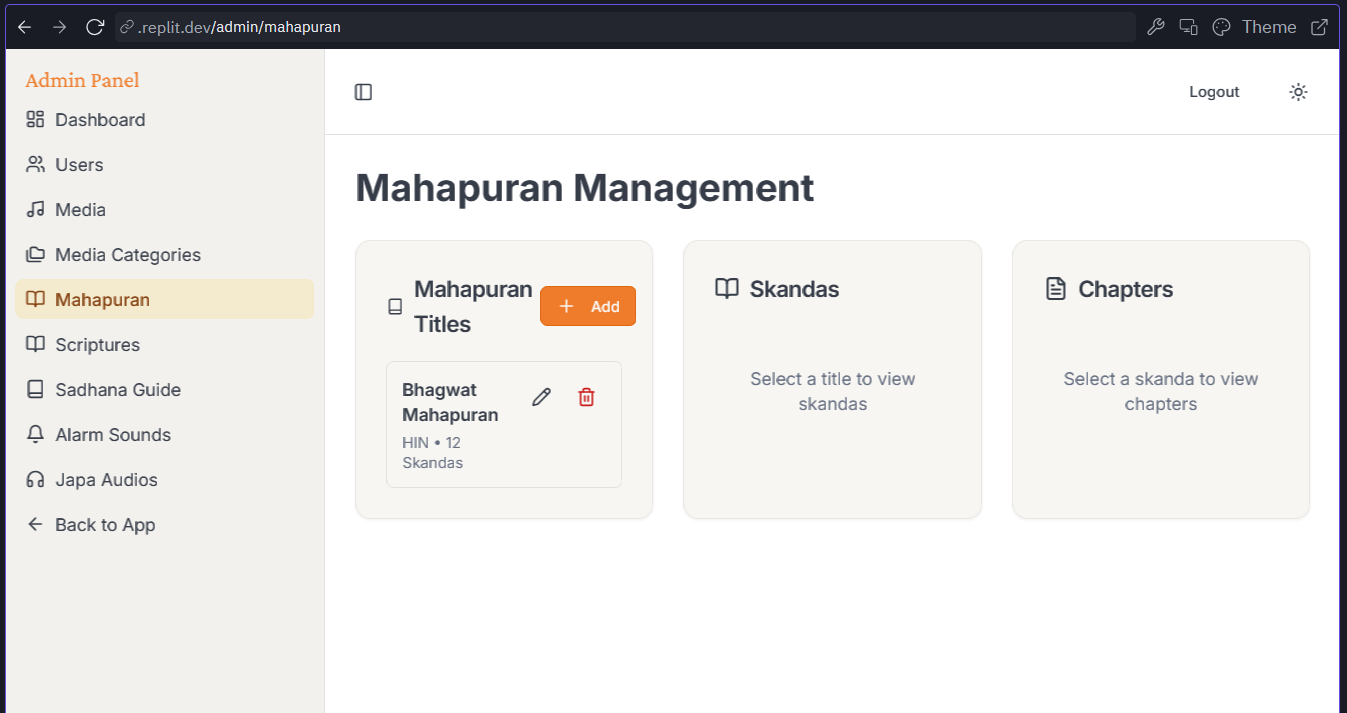 .replit.dev/admin/mahapuran
Theme
Admin Panel
Dashboard
Users
Media
Media Categories
Mahapuran
Scriptures
Sadhana Guide
Alarm Sounds
Japa Audios
Back to App
Logout
Mahapuran Management
Mahapuran
Titles
+ Add
Bhagwat
Mahapuran
HIN • 12
Skandas
Skandas
Select a title to view
skandas
Chapters
Select a skanda to view
chapters